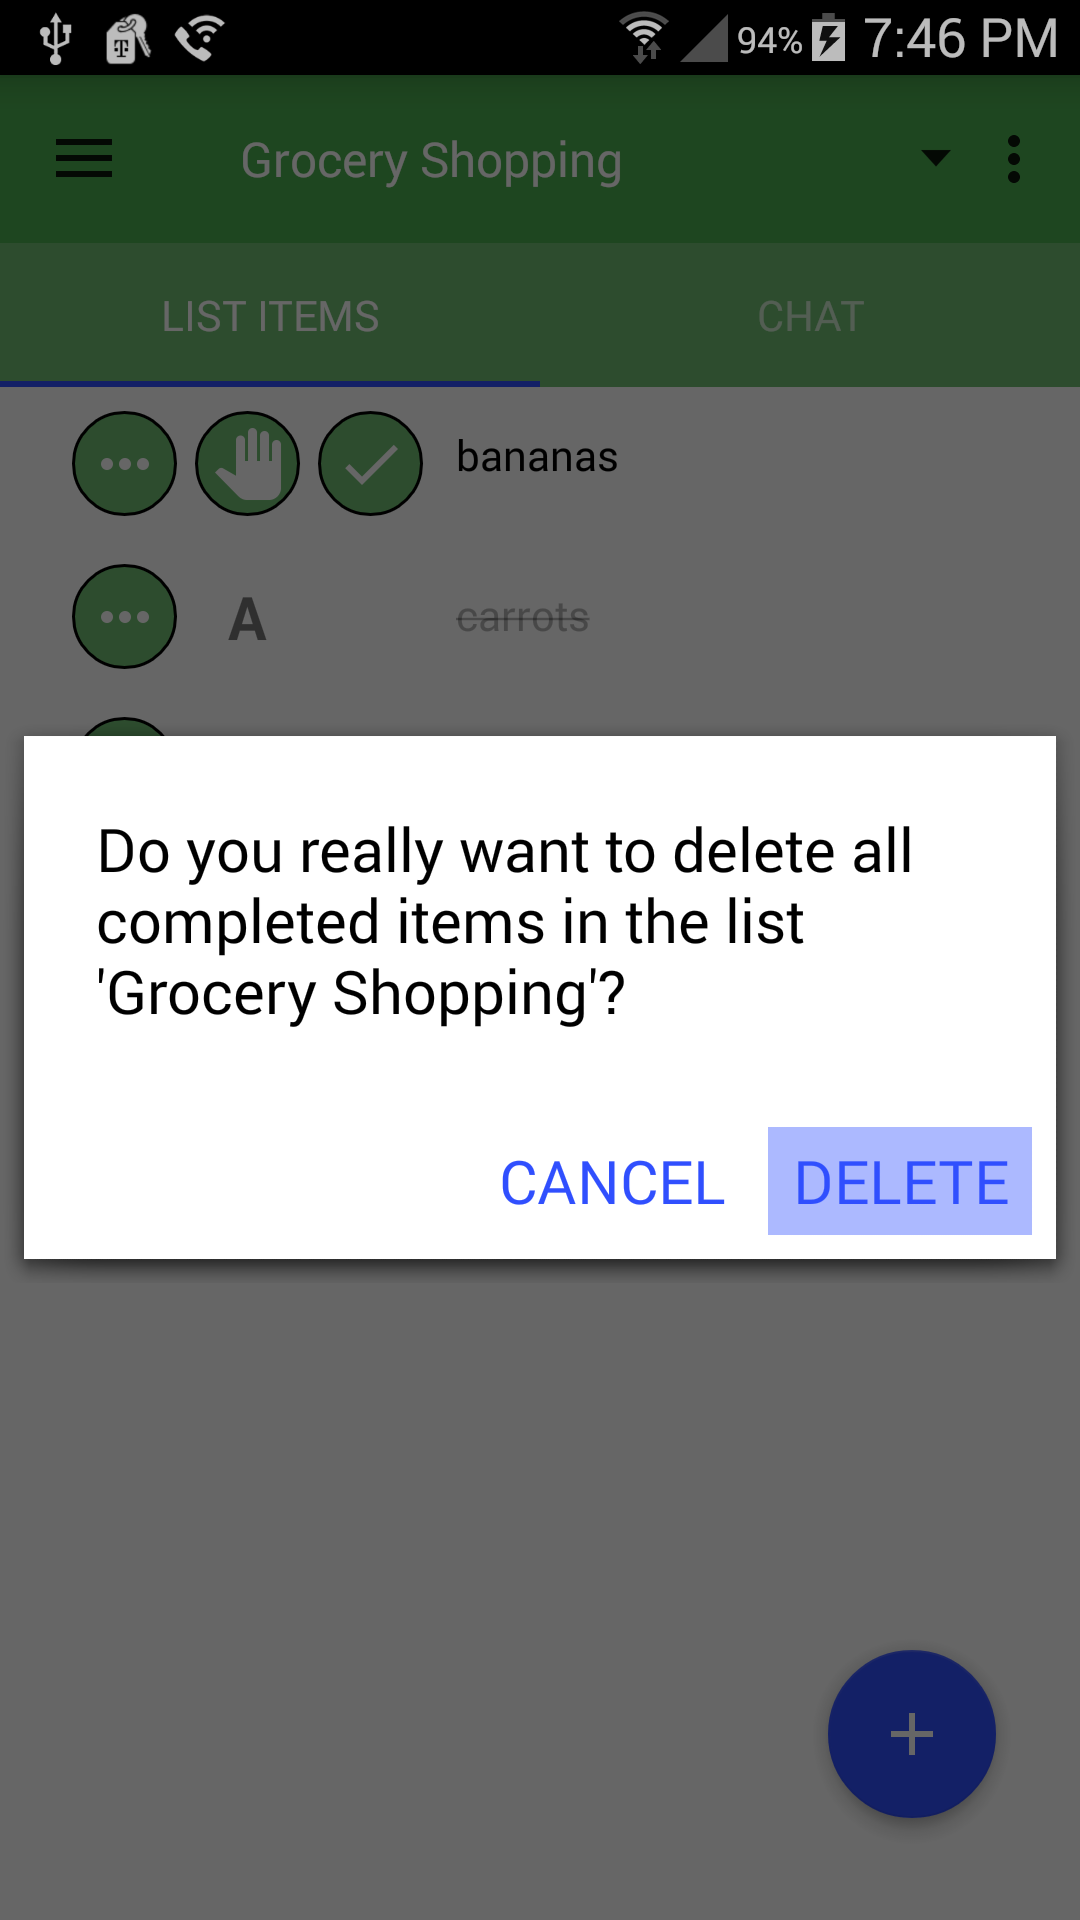 94% 7:46 PM
Grocery Shopping
LIST ITEMS CHAT
bananas
A carrots
Do you really want to delete all
completed items in the list
'Grocery Shopping'?
CANCEL DELETE